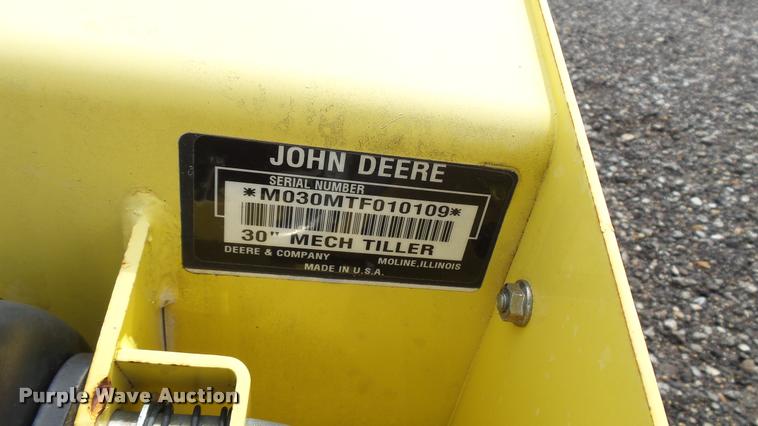 JOHN DEERE
SERIAL NUMBER
*M030MTF010109*
30" MECH TILLER
DEERE & COMPANY MOLINE, ILLINOIS
MADE IN U.S.A.
Purple Wave Auction